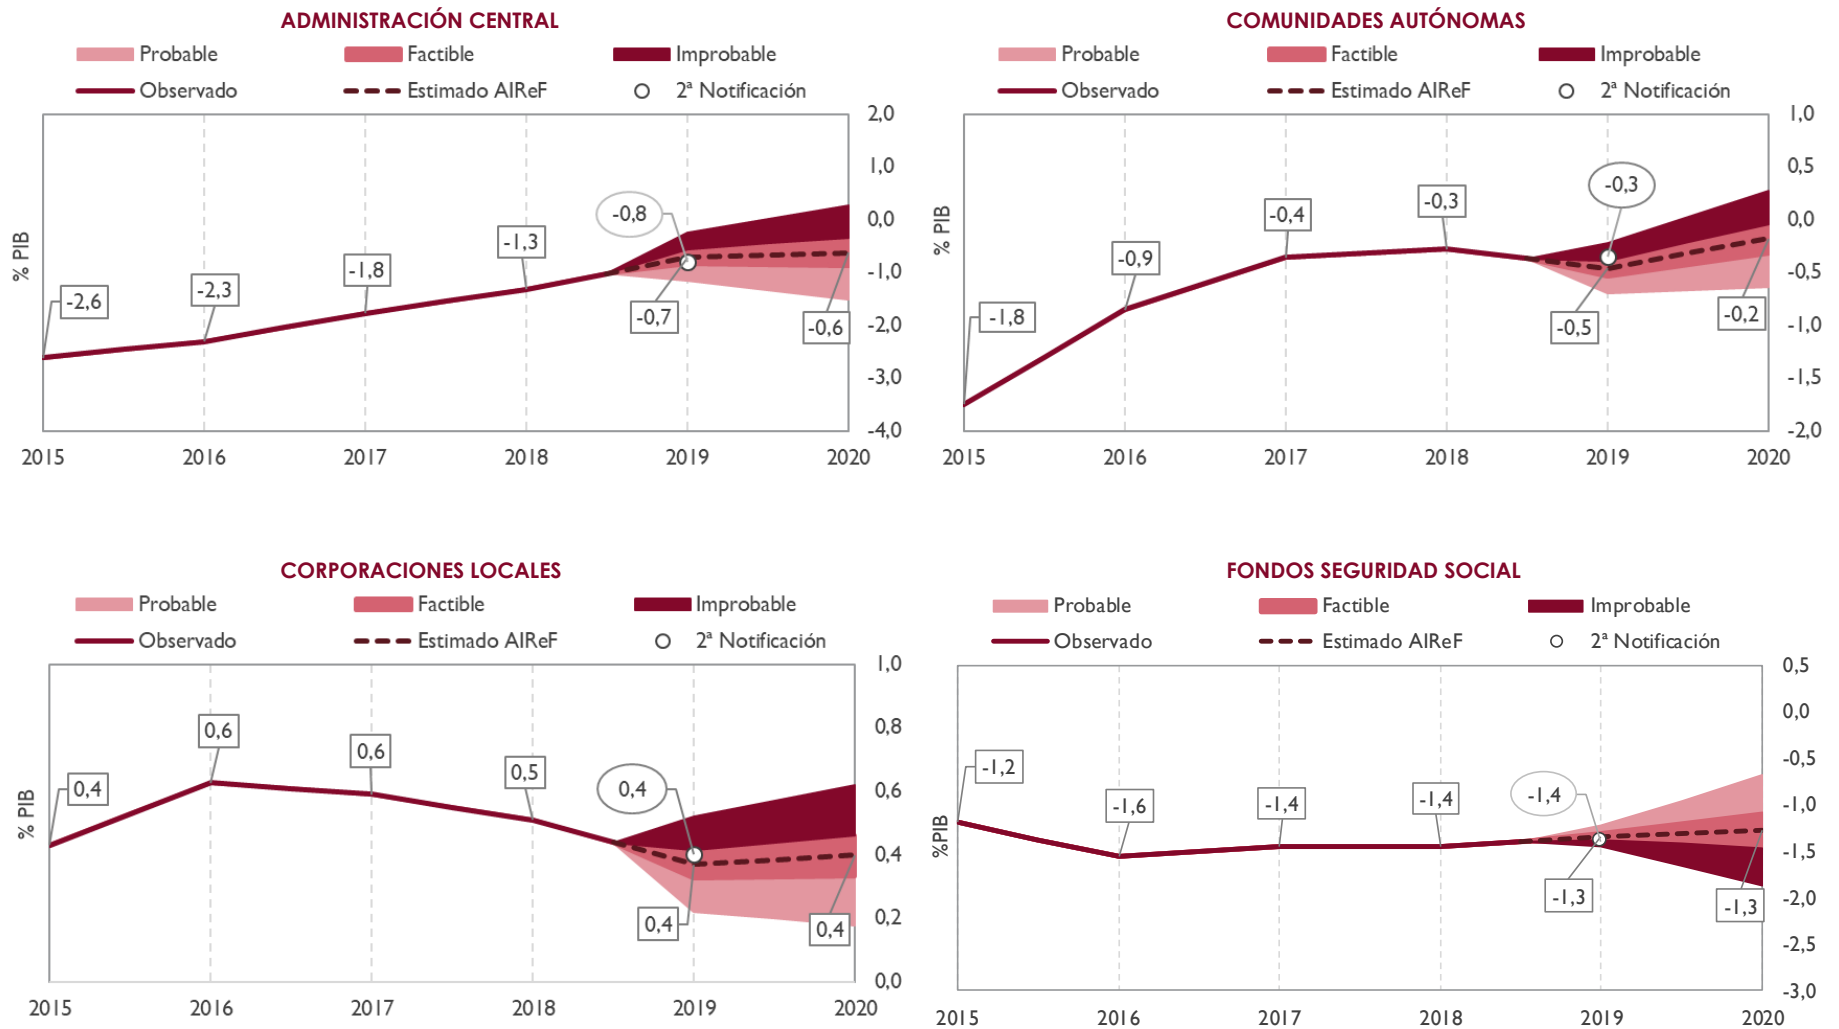 ADMINISTRACIÓN CENTRAL
Probable Factible Improbable
Observado Estimado AIReF 2ª Notificación
2,0
1,0
0,0
-1,0
-2,0
-3,0
-4,0
% PIB
-2,6
-2,3
-1,8
-1,3
-0,8
-0,7
-0,6
2015 2016 2017 2018 2019 2020
COMUNIDADES AUTÓNOMAS
Probable Factible Improbable
Observado Estimado AIReF 2ª Notificación
1,0
0,5
0,0
-0,5
-1,0
-1,5
-2,0
% PIB
-1,8
-0,9
-0,4
-0,3
-0,3
-0,5
-0,2
2015 2016 2017 2018 2019 2020
CORPORACIONES LOCALES
Probable Factible Improbable
Observado Estimado AIReF 2ª Notificación
1,0
0,8
0,6
0,4
0,2
0,0
% PIB
0,4
0,6
0,6
0,5
0,4
0,4
0,4
2015 2016 2017 2018 2019 2020
FONDOS SEGURIDAD SOCIAL
Probable Factible Improbable
Observado Estimado AIReF 2ª Notificación
0,5
0,0
-0,5
-1,0
-1,5
-2,0
-2,5
-3,0
%PIB
-1,2
-1,6
-1,4
-1,4
-1,4
-1,3
-1,3
2015 2016 2017 2018 2019 2020